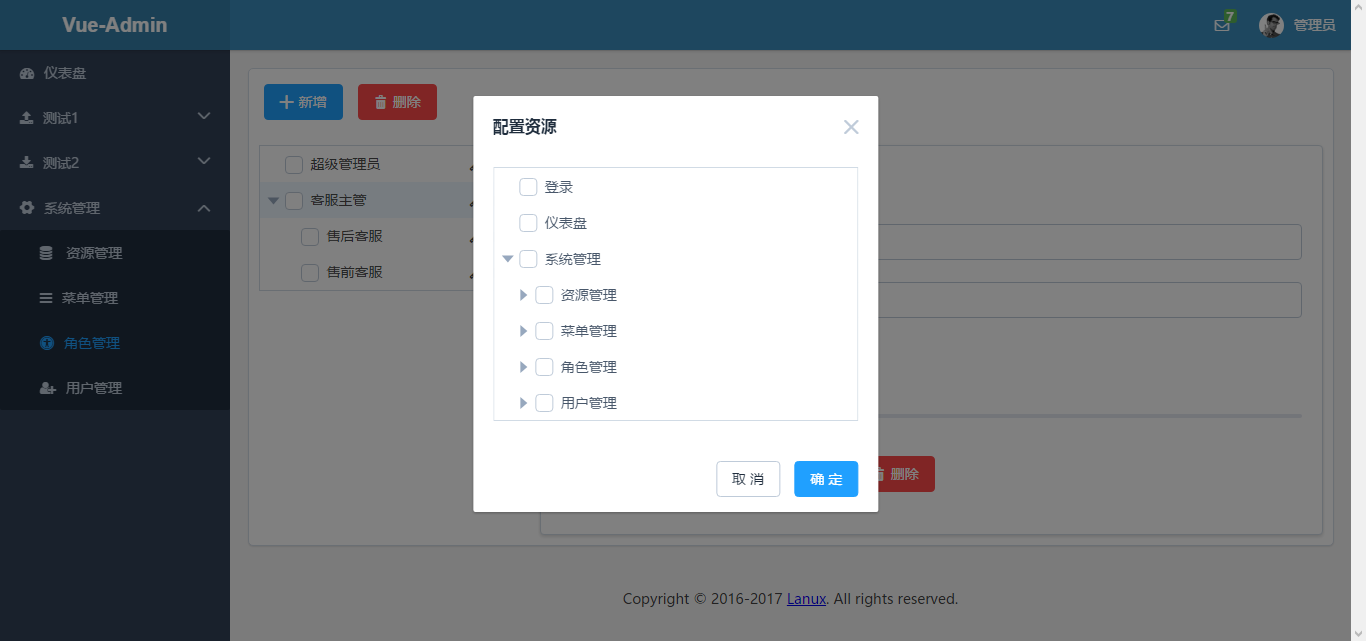 Vue-Admin
7
管理员
仪表盘
测试1
测试2
系统管理
资源管理
菜单管理
角色管理
用户管理
新增
删除
超级管理员
客服主管
售后客服
售前客服
配置资源
登录
仪表盘
系统管理
资源管理
菜单管理
角色管理
用户管理
取消
确定
删除
Copyright © 2016-2017 Lanux. All rights reserved.